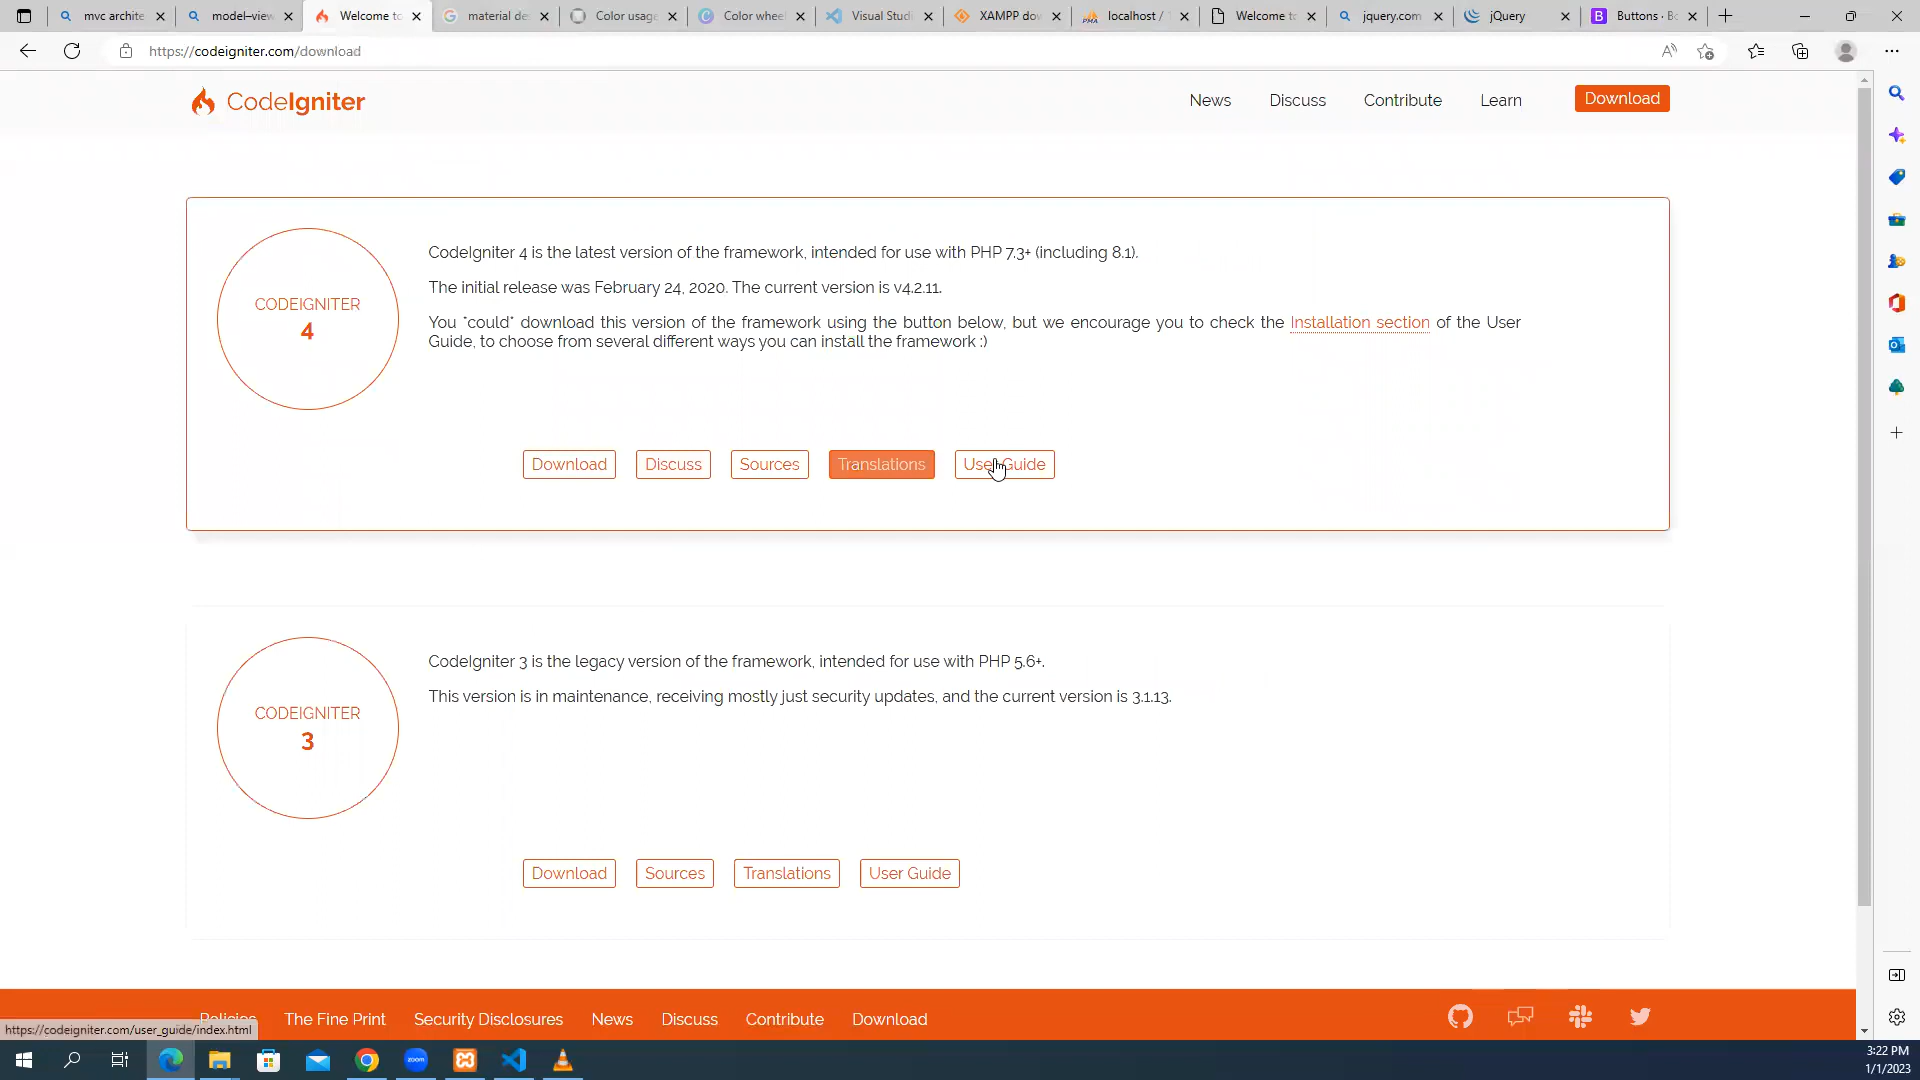 mvc archite
model–view
Welcome to
material de
Color usage
Color whee
Visual Studi
XAMPP dow
localhost / 1
Welcome to
jquery.com
jQuery
Buttons · Bo
https://codeigniter.com/download
CodeIgniter
News
Discuss
Contribute
Learn
Download
CODEIGNITER
4
CodeIgniter 4 is the latest version of the framework, intended for use with PHP 7.3+ (including 8.1).
The initial release was February 24, 2020. The current version is v4.2.11.
You *could* download this version of the framework using the button below, but we encourage you to check the Installation section of the User
Guide, to choose from several different ways you can install the framework :)
Download
Discuss
Sources
Translations
User Guide
CODEIGNITER
3
CodeIgniter 3 is the legacy version of the framework, intended for use with PHP 5.6+.
This version is in maintenance, receiving mostly just security updates, and the current version is 3.1.13.
Download
Sources
Translations
User Guide
Policies
The Fine Print
Security Disclosures
News
Discuss
Contribute
Download
https://codeigniter.com/user_guide/index.html
zoom
3:22 PM
1/1/2023